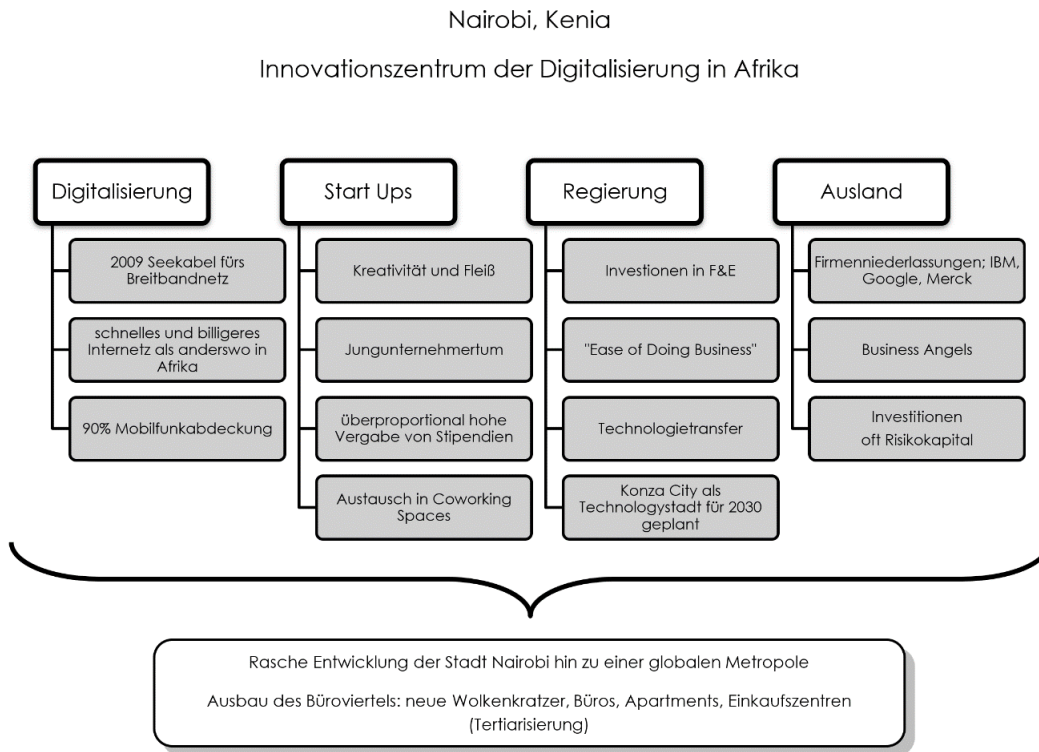 Nairobi, Kenia
Innovationszentrum der Digitalisierung in Afrika
Digitalisierung
2009 Seekabel fürs
Breitbandnetz
schnelles und billigeres
Internetz als anderswo in
Afrika
90% Mobilfunkabdeckung
Start Ups
Kreativität und Fleiß
Jungunternehmertum
überproportional hohe
Vergabe von Stipendien
Austausch in Coworking
Spaces
Regierung
Investionen in F&E
"Ease of Doing Business"
Technologietransfer
Konza City als
Technologystadt für 2030
geplant
Ausland
Firmenniederlassungen; IBM,
Google, Merck
Business Angels
Investitionen
oft Risikokapital
Rasche Entwicklung der Stadt Nairobi hin zu einer globalen Metropole
Ausbau des Büroviertels: neue Wolkenkratzer, Büros, Apartments, Einkaufszentren
(Tertiarisierung)